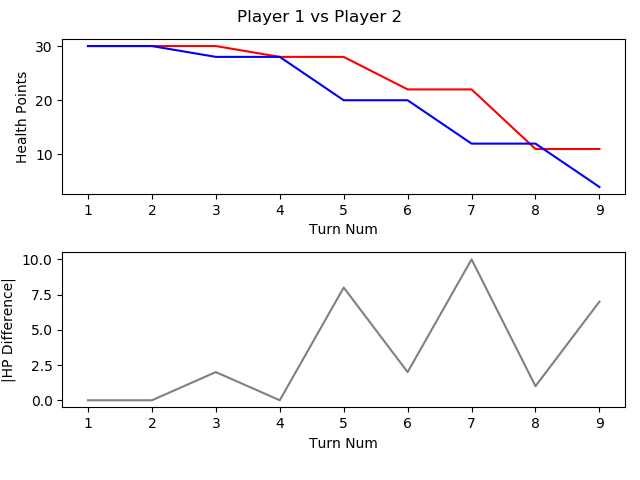 Player 1 vs Player 2
30
20
10
Health Points
1 2 3 4 5 6 7 8 9
Turn Num
10.0
7.5
5.0
2.5
0.0
|HP Difference|
1 2 3 4 5 6 7 8 9
Turn Num